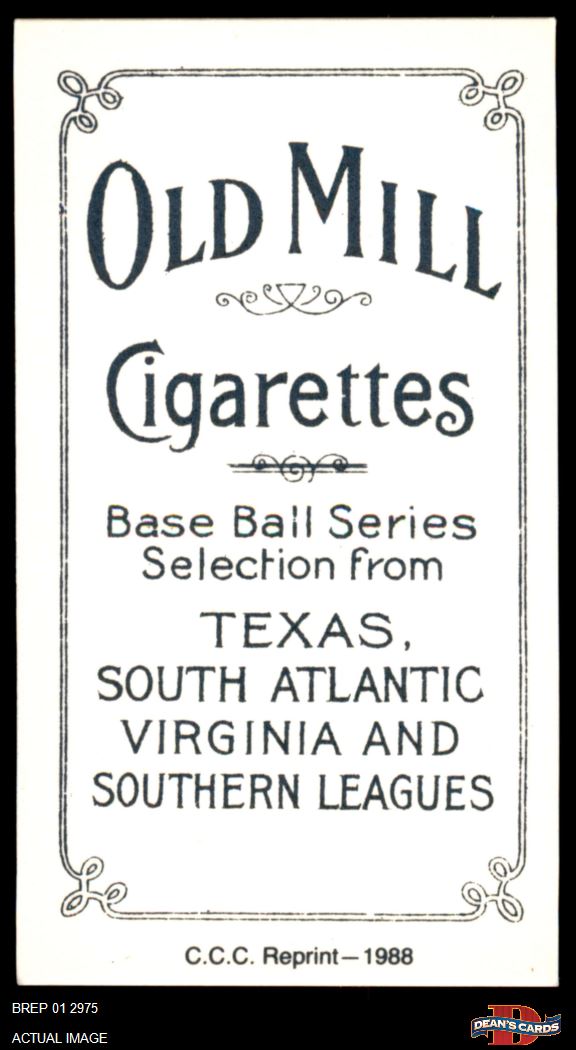 OLD MILL
Cigarettes
Base Ball Series
Selection from
TEXAS,
SOUTH ATLANTIC
VIRGINIA AND
SOUTHERN LEAGUES
C.C.C. Reprint—1988
BREP 01 2975
ACTUAL IMAGE
D
DEAN'S CARDS